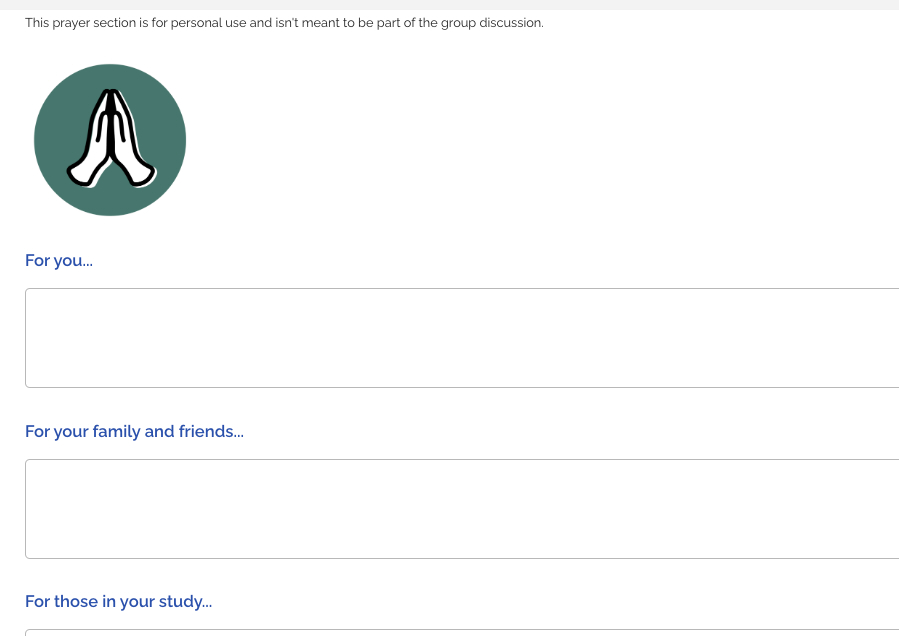 This prayer section is for personal use and isn't meant to be part of the group discussion.
For you...
For your family and friends...
For those in your study...